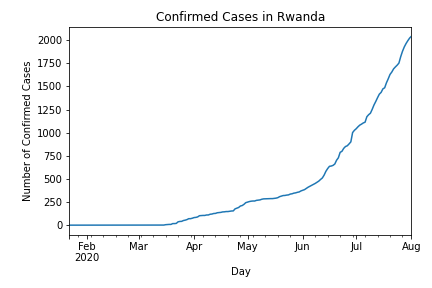 Confirmed Cases in Rwanda
Number of Confirmed Cases
2000
1750
1500
1250
1000
750
500
250
0
Feb Mar Apr May Jun Jul Aug
2020
Day